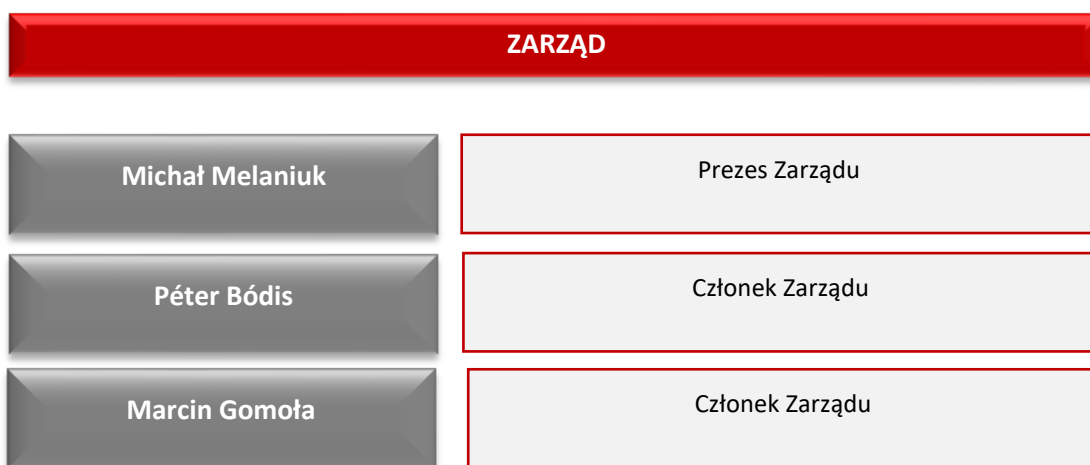 ZARZĄD
Michał Melaniuk
Prezes Zarządu
Péter Bódis
Członek Zarządu
Marcin Gomoła
Członek Zarządu